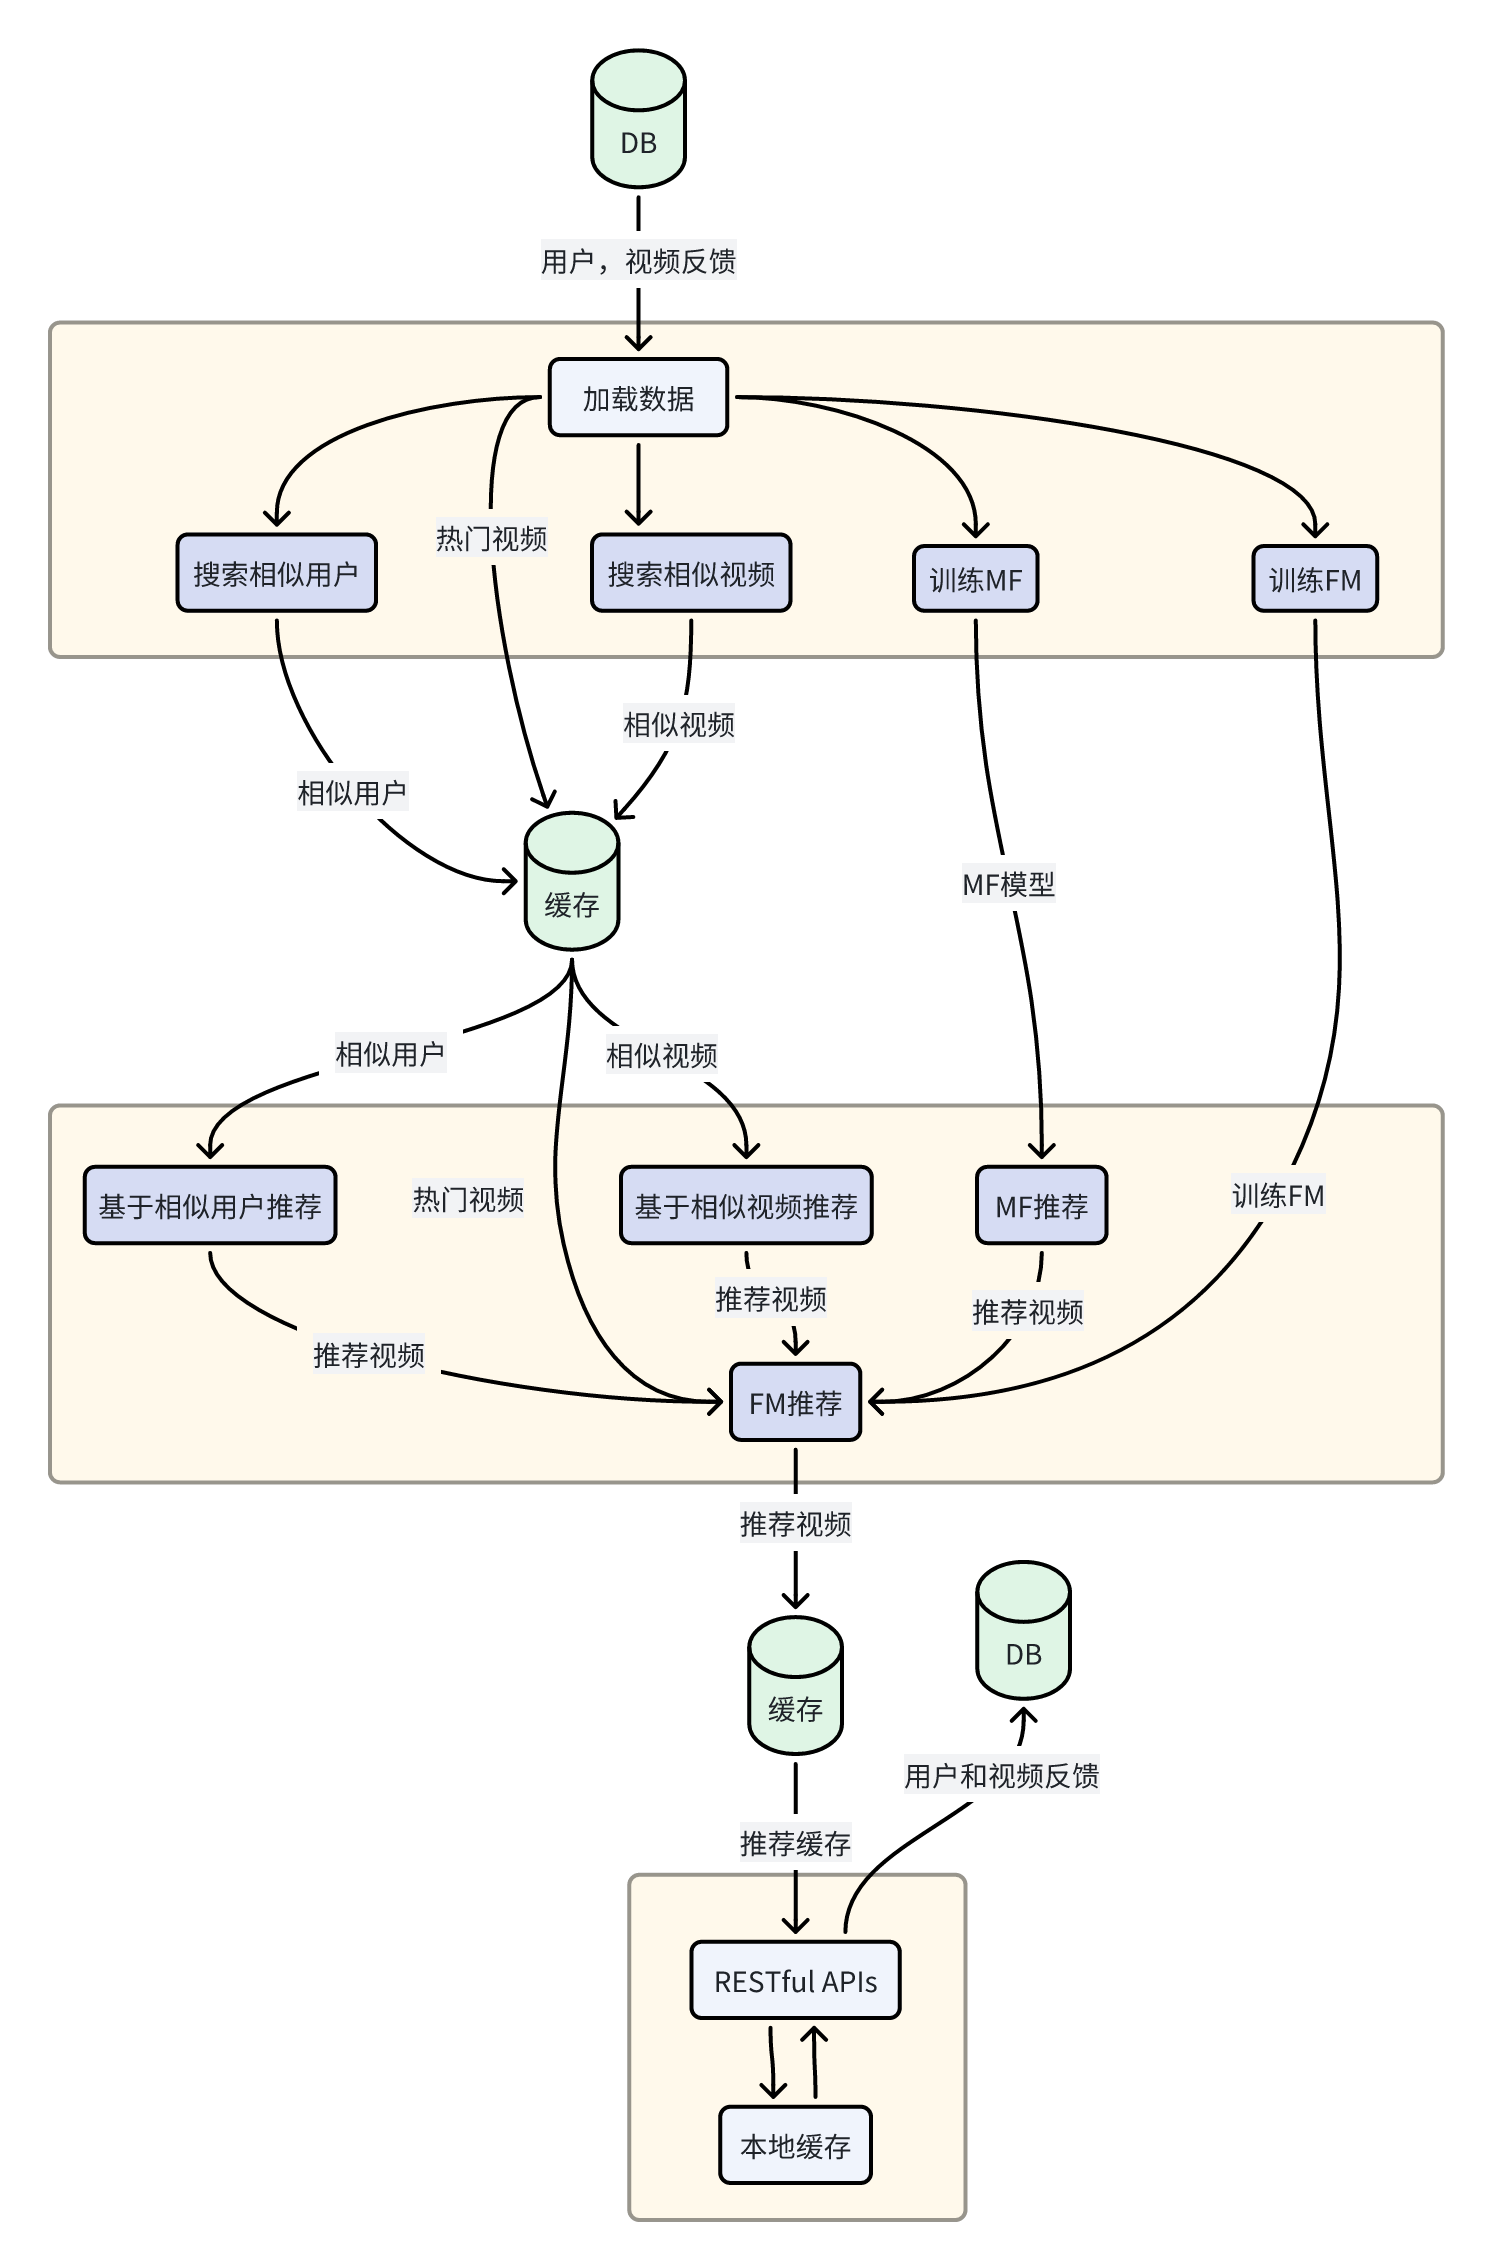 DB
用户，视频反馈
加载数据
热门视频
搜索相似用户
搜索相似视频
训练MF
训练FM
相似视频
相似用户
MF模型
缓存
相似用户
相似视频
基于相似用户推荐
热门视频
基于相似视频推荐
MF推荐
训练FM
推荐视频
推荐视频
推荐视频
FM推荐
推荐视频
DB
缓存
用户和视频反馈
推荐缓存
RESTful APIs
本地缓存